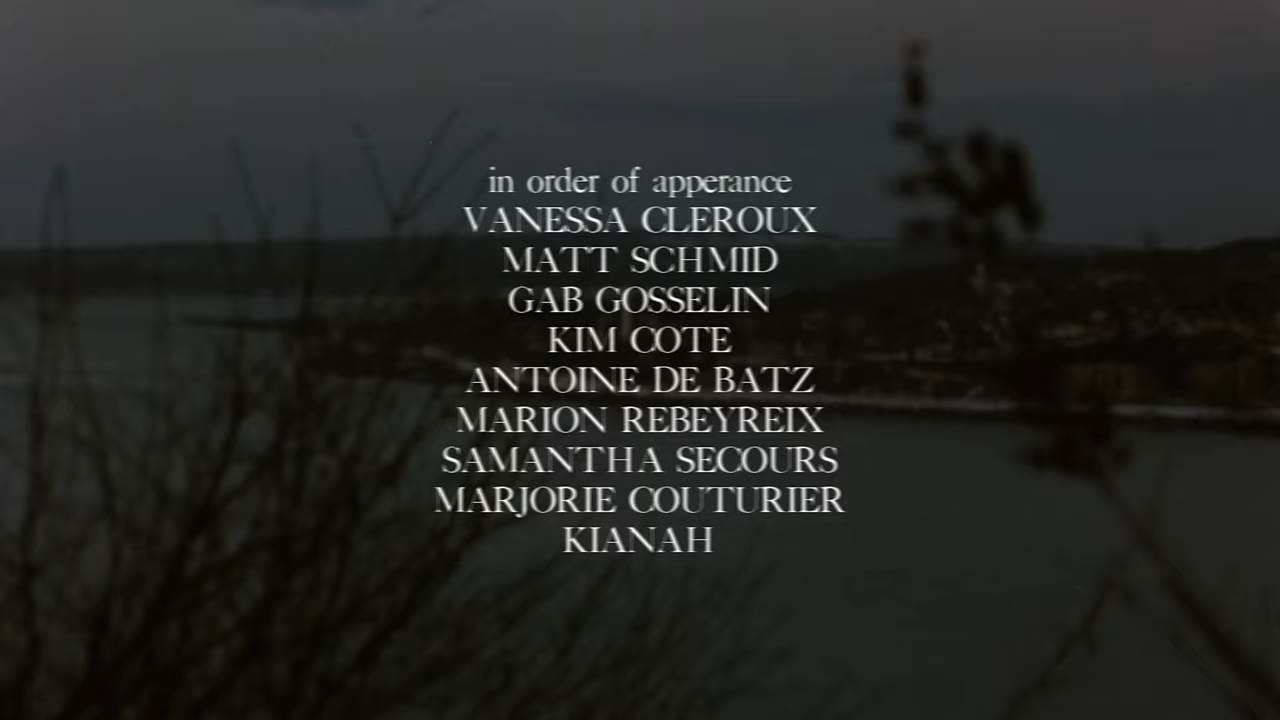 in order of apperance
VANESSA CLEROUX
MATT SCHMID
GAB GOSSELIN
KIM COTE
ANTOINE DE BATZ
MARION REBEYREIX
SAMANTHA SECOURS
MARJORIE COUTURIER
KIANAH